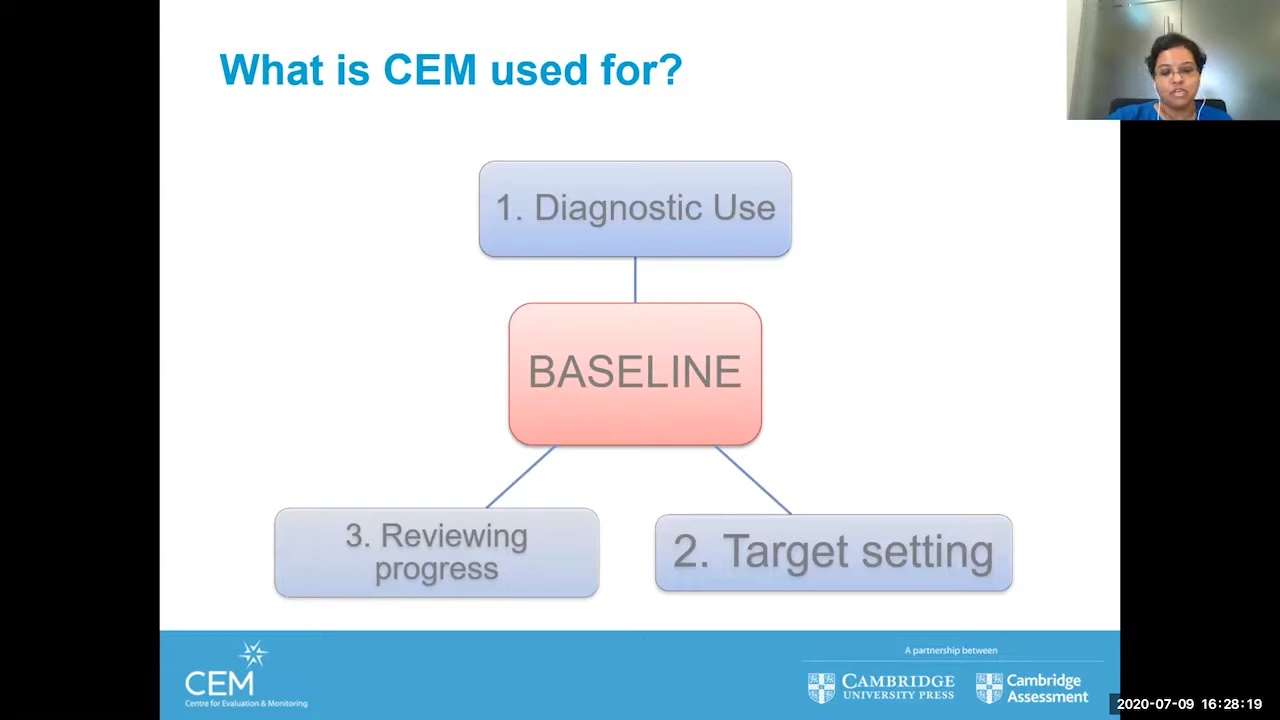 What is CEM used for?
1. Diagnostic Use
BASELINE
3. Reviewing
progress
2. Target setting
CEM
Centre for Evaluation & Monitoring
A partnership between
CAMBRIDGE
UNIVERSITY PRESS
Cambridge
Assessment
2020-07-09 16:28:19